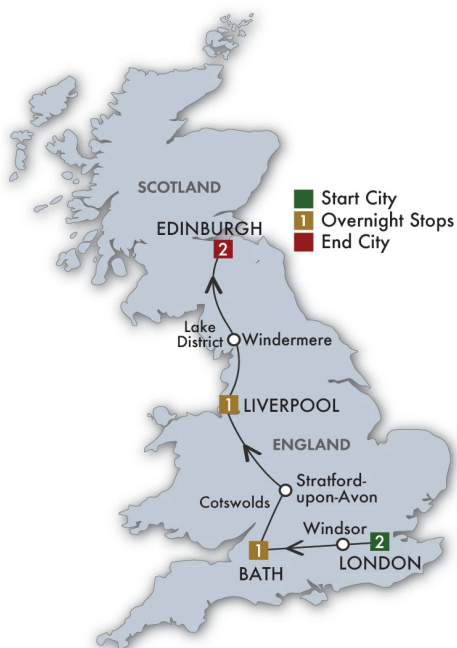 SCOTLAND
Start City
1 Overnight Stops
End City
EDINBURGH
2
Lake
District
Windermere
1 LIVERPOOL
ENGLAND
Stratford-
upon-Avon
Cotswolds
Windsor
2
1
BATH
LONDON